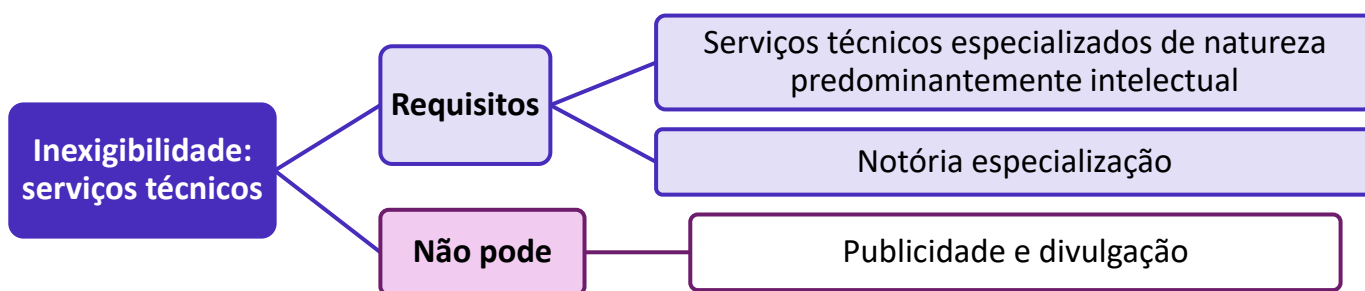 Inexigibilidade:
serviços técnicos
Requisitos
Serviços técnicos especializados de natureza
predominantemente intelectual
Notória especialização
Não pode
Publicidade e divulgação